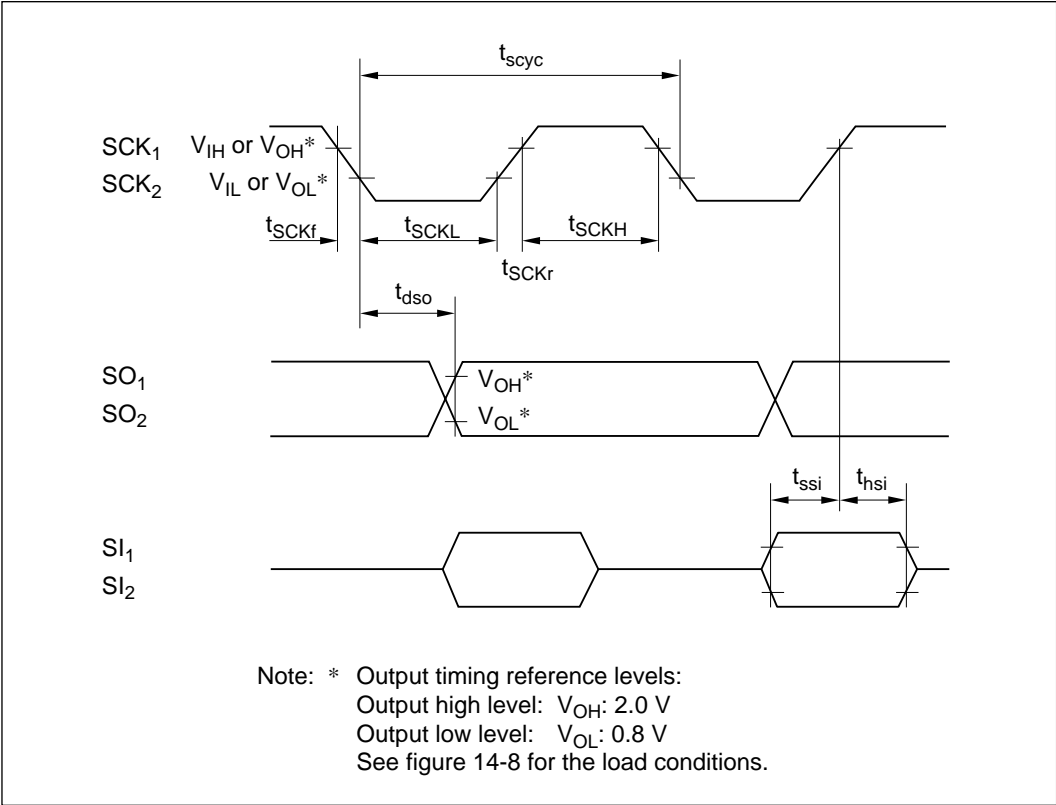 tscyc
SCK1 VIH or VOH*
SCK2 VIL or VOL*
tSCKf tSCKL tSCKH
tSCKr
tdso
SO1 VOH*
SO2 VOL*
tssi thsi
SI1
SI2
Note: * Output timing reference levels:
Output high level: VOH: 2.0 V
Output low level: VOL: 0.8 V
See figure 14-8 for the load conditions.